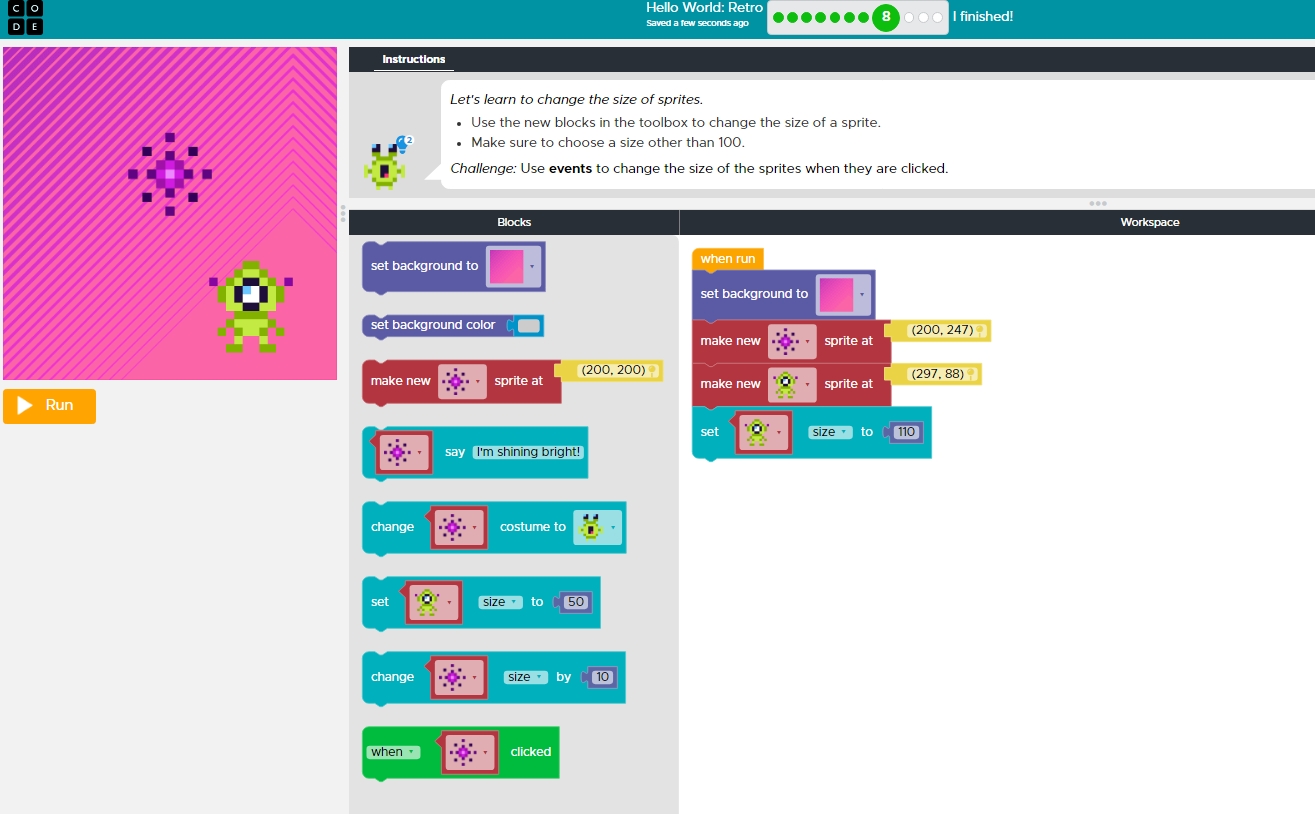 C O
D E
Hello World: Retro
Saved a few seconds ago
8
I finished!
Instructions
Let's learn to change the size of sprites.
• Use the new blocks in the toolbox to change the size of a sprite.
• Make sure to choose a size other than 100.
Challenge: Use events to change the size of the sprites when they are clicked.
2
Run
Blocks
set background to
set background color
make new sprite at (200, 200)
say I'm shining bright!
change costume to
set size to 50
change size by 10
when clicked
Workspace
when run
set background to
make new sprite at (200, 247)
make new sprite at (297, 88)
set size to 110